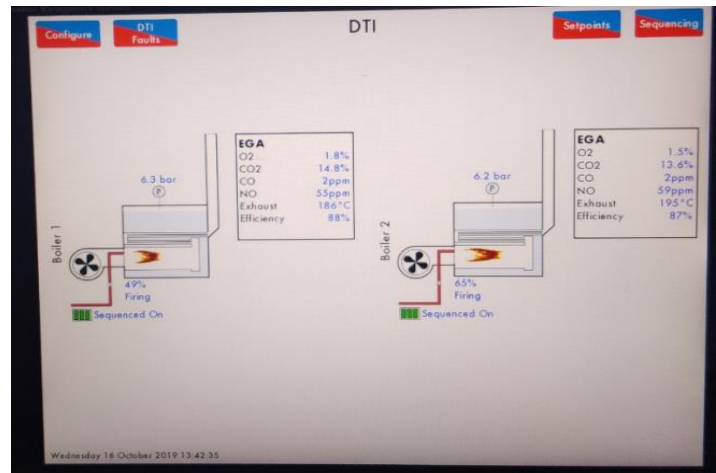 Configure
DTI
Faults
DTI
Setpoints
Sequencing
Boiler 1
6.3 bar
P
EGA
O2 1.8%
CO2 14.8%
CO 2ppm
NO 55ppm
Exhaust 186°C
Efficiency 88%
49%
Firing
Sequenced On
Boiler 2
6.2 bar
P
EGA
O2 1.5%
CO2 13.6%
CO 2ppm
NO 59ppm
Exhaust 195°C
Efficiency 87%
65%
Firing
Sequenced On
Wednesday 16 October 2019 13:42:35